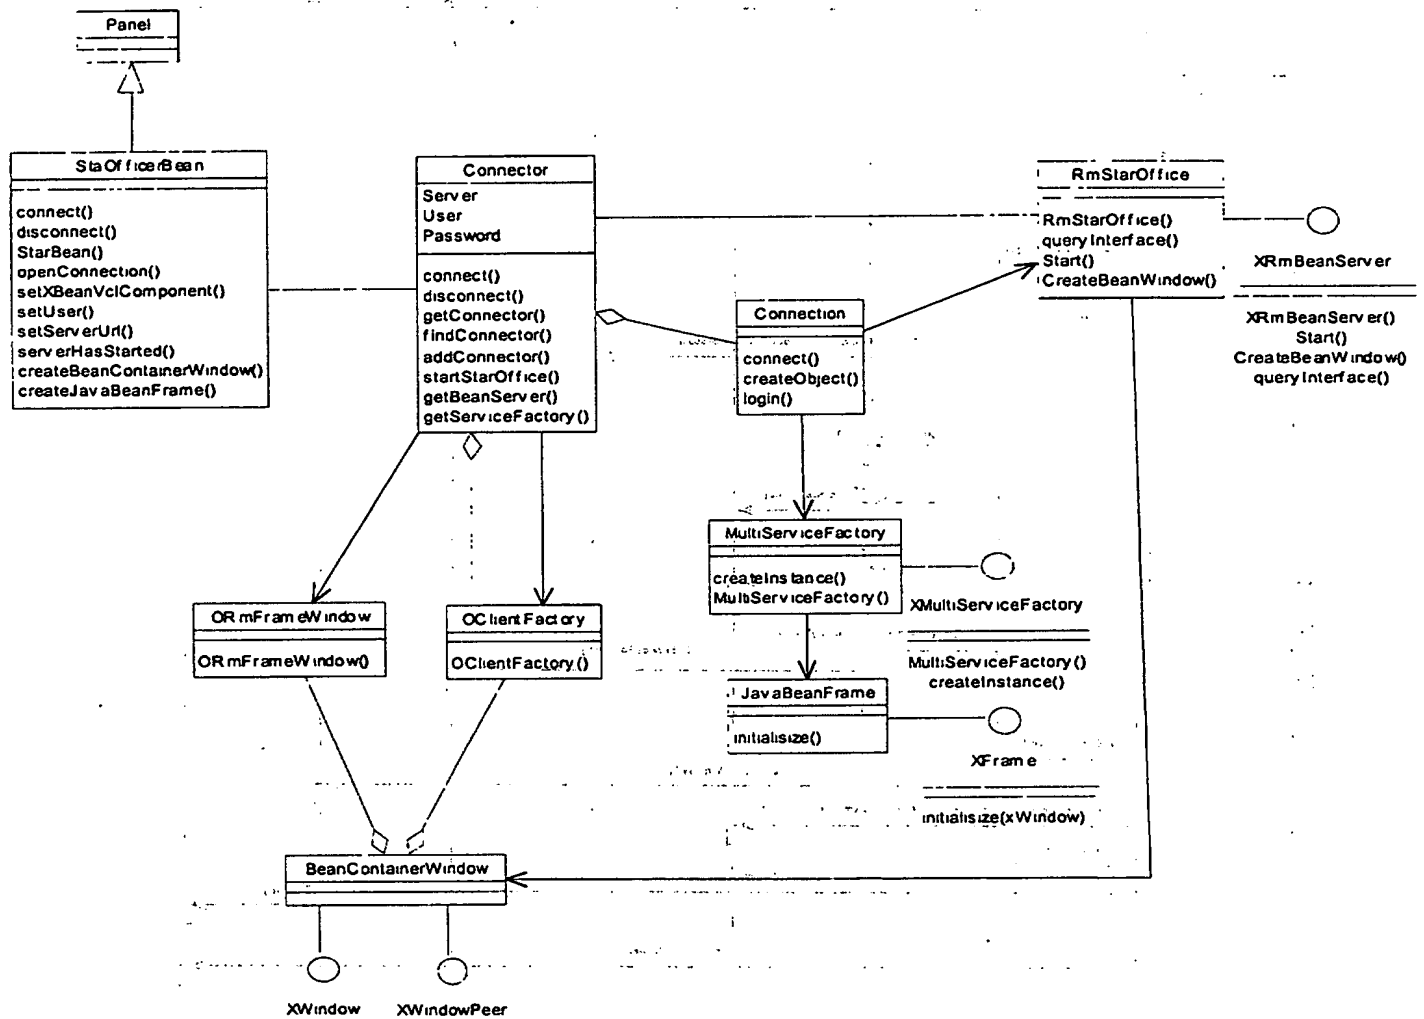 Panel
StaOfficerBean
connect()
disconnect()
StarBean()
openConnection()
setXBeanVclComponent()
setUser()
setServerUrl()
serverHasStarted()
createBeanContainerWindow()
createJavaBeanFrame()
Connector
Server
User
Password
connect()
disconnect()
getConnector()
findConnector()
addConnector()
startStarOffice()
getBeanServer()
getServiceFactory()
Connection
connect()
createObject()
login()
RmStarOffice
RmStarOffice()
queryInterface()
Start()
CreateBeanWindow()
XRmBeanServer
XRmBeanServer()
Start()
CreateBeanWindow()
queryInterface()
MultiServiceFactory
createInstance()
MultiServiceFactory()
XMultiServiceFactory
MultiServiceFactory()
createInstance()
ORmFrameWindow
ORmFrameWindow()
OClientFactory
OClientFactory()
JavaBeanFrame
initialisize()
XFrame
initialisize(xWindow)
BeanContainerWindow
XWindow
XWindowPeer